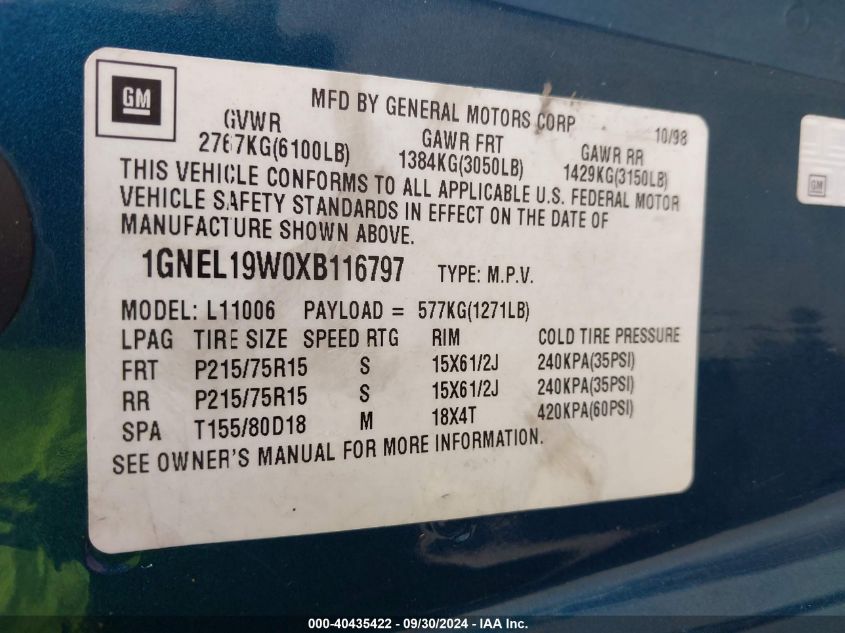 GM
MFD BY GENERAL MOTORS CORP 10/98
GVWR GAWR FRT GAWR RR
2767KG(6100LB) 1384KG(3050LB) 1429KG(3150LB)
THIS VEHICLE CONFORMS TO ALL APPLICABLE U.S. FEDERAL MOTOR
VEHICLE SAFETY STANDARDS IN EFFECT ON THE DATE OF
MANUFACTURE SHOWN ABOVE.
1GNEL19W0XB116797 TYPE: M.P.V.
MODEL: L11006 PAYLOAD = 577KG(1271LB)
LPAG TIRE SIZE SPEED RTG RIM COLD TIRE PRESSURE
FRT P215/75R15 S 15X61/2J 240KPA(35PSI)
RR P215/75R15 S 15X61/2J 240KPA(35PSI)
SPA T155/80D18 M 18X4T 420KPA(60PSI)
SEE OWNER'S MANUAL FOR MORE INFORMATION.
GM
000-40435422 - 09/30/2024 - IAA Inc.